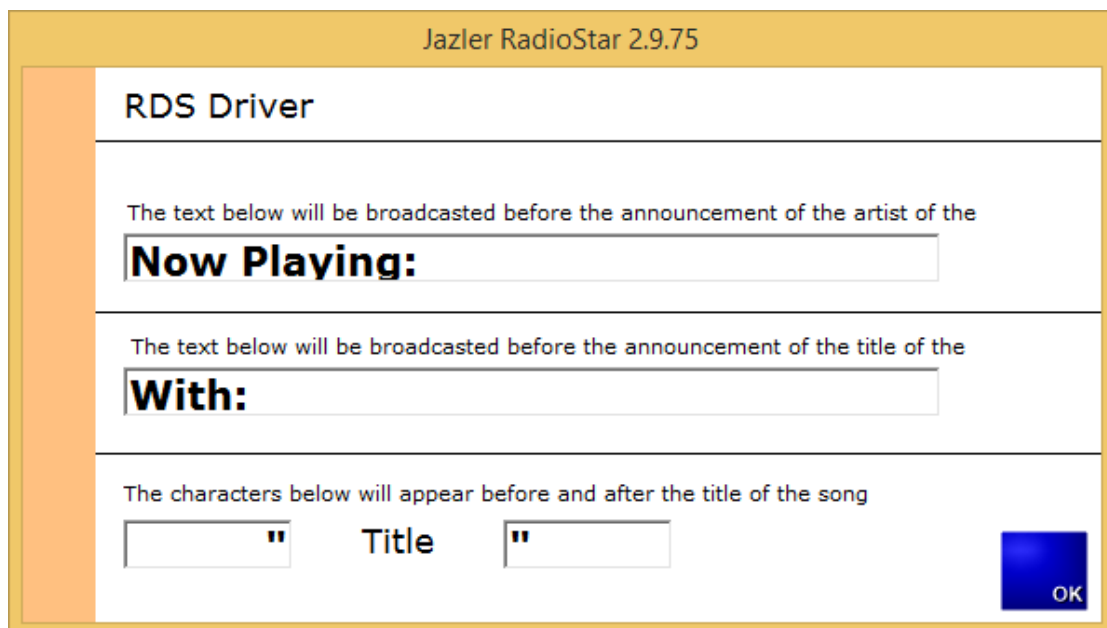 Jazler RadioStar 2.9.75
RDS Driver
The text below will be broadcasted before the announcement of the artist of the
Now Playing:
The text below will be broadcasted before the announcement of the title of the
With:
The characters below will appear before and after the title of the song
" Title "
OK